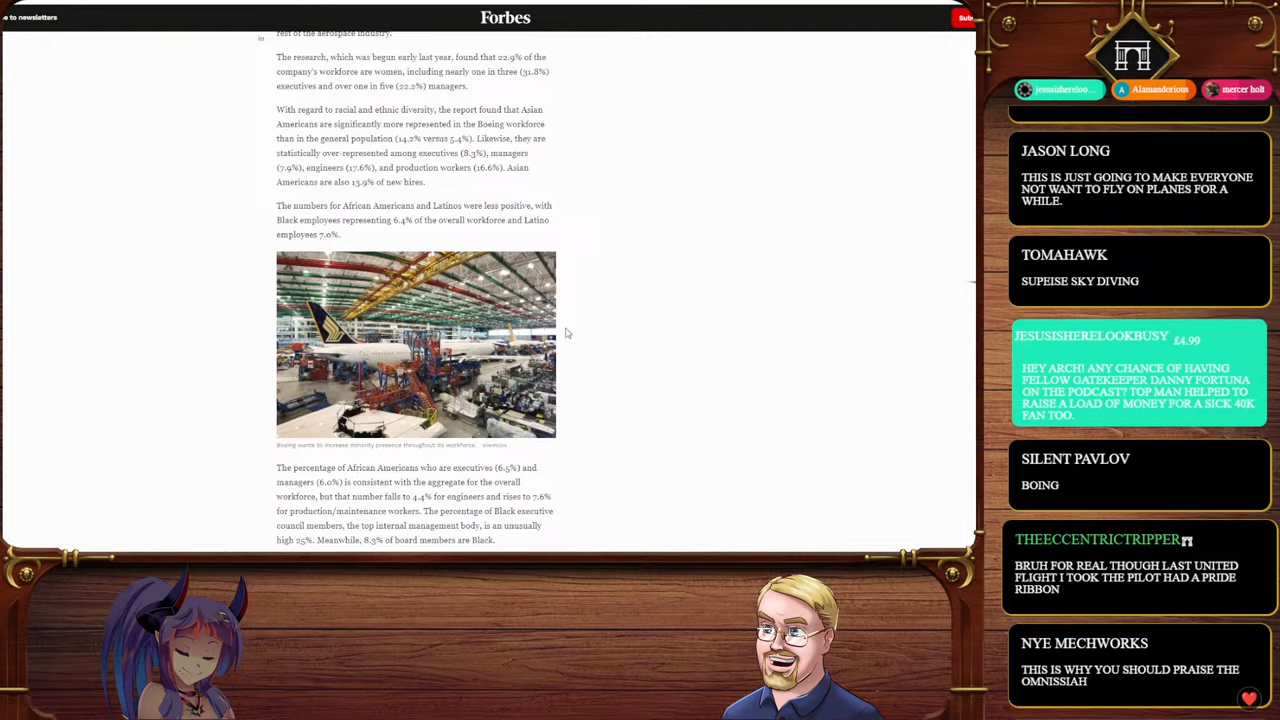 e to newsletters
Forbes
Sub
rest of the aerospace industry.
in
The research, which was begun early last year, found that 22.9% of the
company's workforce are women, including nearly one in three (31.8%)
executives and over one in five (22.2%) managers.
With regard to racial and ethnic diversity, the report found that Asian
Americans are significantly more represented in the Boeing workforce
than in the general population (14.2% versus 5.4%). Likewise, they are
statistically over-represented among executives (8.3%), managers
(7.9%), engineers (17.6%), and production workers (16.6%). Asian
Americans are also 13.9% of new hires.
The numbers for African Americans and Latinos were less positive, with
Black employees representing 6.4% of the overall workforce and Latino
employees 7.0%.
Boeing wants to increase minority presence throughout its workforce.
The percentage of African Americans who are executives (6.5%) and
managers (6.0%) is consistent with the aggregate for the overall
workforce, but that number falls to 4.4% for engineers and rises to 7.6%
for production/maintenance workers. The percentage of Black executive
council members, the top internal management body, is an unusually
high 25%. Meanwhile, 8.3% of board members are Black.
jesusishereloo...
A Alamandorious
mercer holt
JASON LONG
THIS IS JUST GOING TO MAKE EVERYONE
NOT WANT TO FLY ON PLANES FOR A
WHILE.
TOMAHAWK
SUPEISE SKY DIVING
JESUSISHERELOOKBUSY £4.99
HEY ARCH! ANY CHANCE OF HAVING
FELLOW GATEKEEPER DANNY FORTUNA
ON THE PODCAST? TOP MAN HELPED TO
RAISE A LOAD OF MONEY FOR A SICK 40K
FAN TOO.
SILENT PAVLOV
BOING
THEECCENTRICTRIPPER
BRUH FOR REAL THOUGH LAST UNITED
FLIGHT I TOOK THE PILOT HAD A PRIDE
RIBBON
NYE MECHWORKS
THIS IS WHY YOU SHOULD PRAISE THE
OMNISSIAH